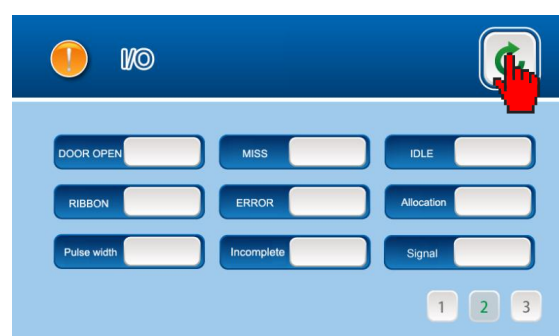 I/O
DOOR OPEN MISS IDLE
RIBBON ERROR Allocation
Pulse width Incomplete Signal
1 2 3